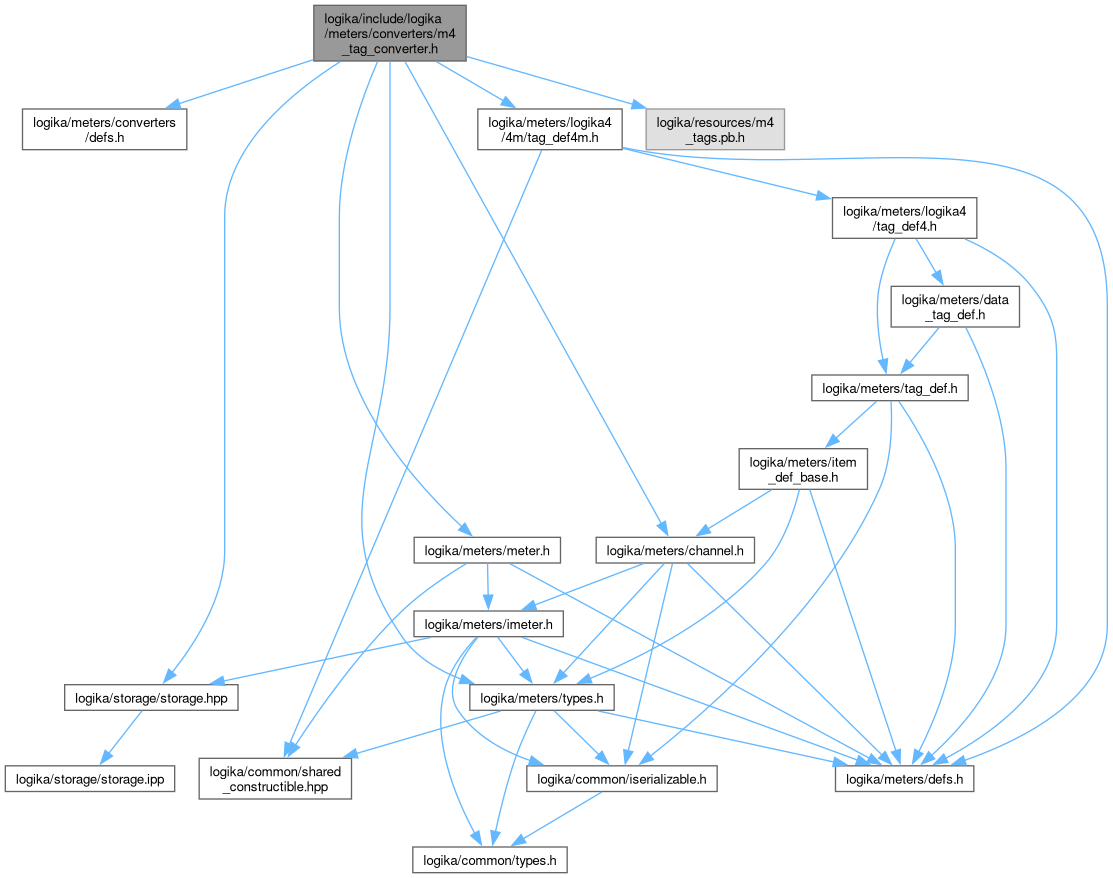 logika/include/logika
/meters/converters/m4
_tag_converter.h
logika/meters/converters
/defs.h
logika/meters/logika4
/4m/tag_def4m.h
logika/resources/m4
_tags.pb.h
logika/meters/logika4
/tag_def4.h
logika/meters/data
_tag_def.h
logika/meters/tag_def.h
logika/meters/item
_def_base.h
logika/meters/meter.h
logika/meters/channel.h
logika/meters/imeter.h
logika/storage/storage.hpp
logika/meters/types.h
logika/storage/storage.ipp
logika/common/shared
_constructible.hpp
logika/common/iserializable.h
logika/meters/defs.h
logika/common/types.h